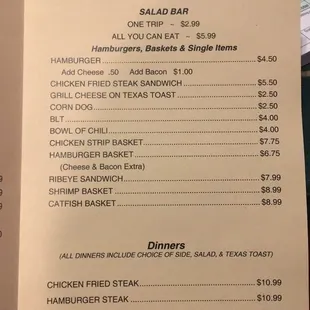 SALAD BAR
ONE TRIP - $2.99
ALL YOU CAN EAT - $5.99
Hamburgers, Baskets & Single Items
HAMBURGER $4.50
Add Cheese .50 Add Bacon $1.00
CHICKEN FRIED STEAK SANDWICH $5.50
GRILL CHEESE ON TEXAS TOAST $2.50
CORN DOG $2.50
BLT $4.00
BOWL OF CHILI $4.00
CHICKEN STRIP BASKET $7.75
HAMBURGER BASKET $6.75
(Cheese & Bacon Extra)
RIBEYE SANDWICH $7.99
SHRIMP BASKET $8.99
CATFISH BASKET $8.99
Dinners
(ALL DINNERS INCLUDE CHOICE OF SIDE, SALAD, & TEXAS TOAST)
CHICKEN FRIED STEAK $10.99
HAMBURGER STEAK $10.99